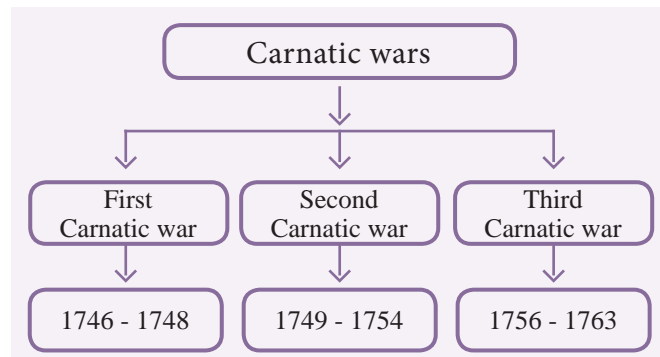 Carnatic wars
First
Carnatic war
Second
Carnatic war
Third
Carnatic war
1746 - 1748
1749 - 1754
1756 - 1763